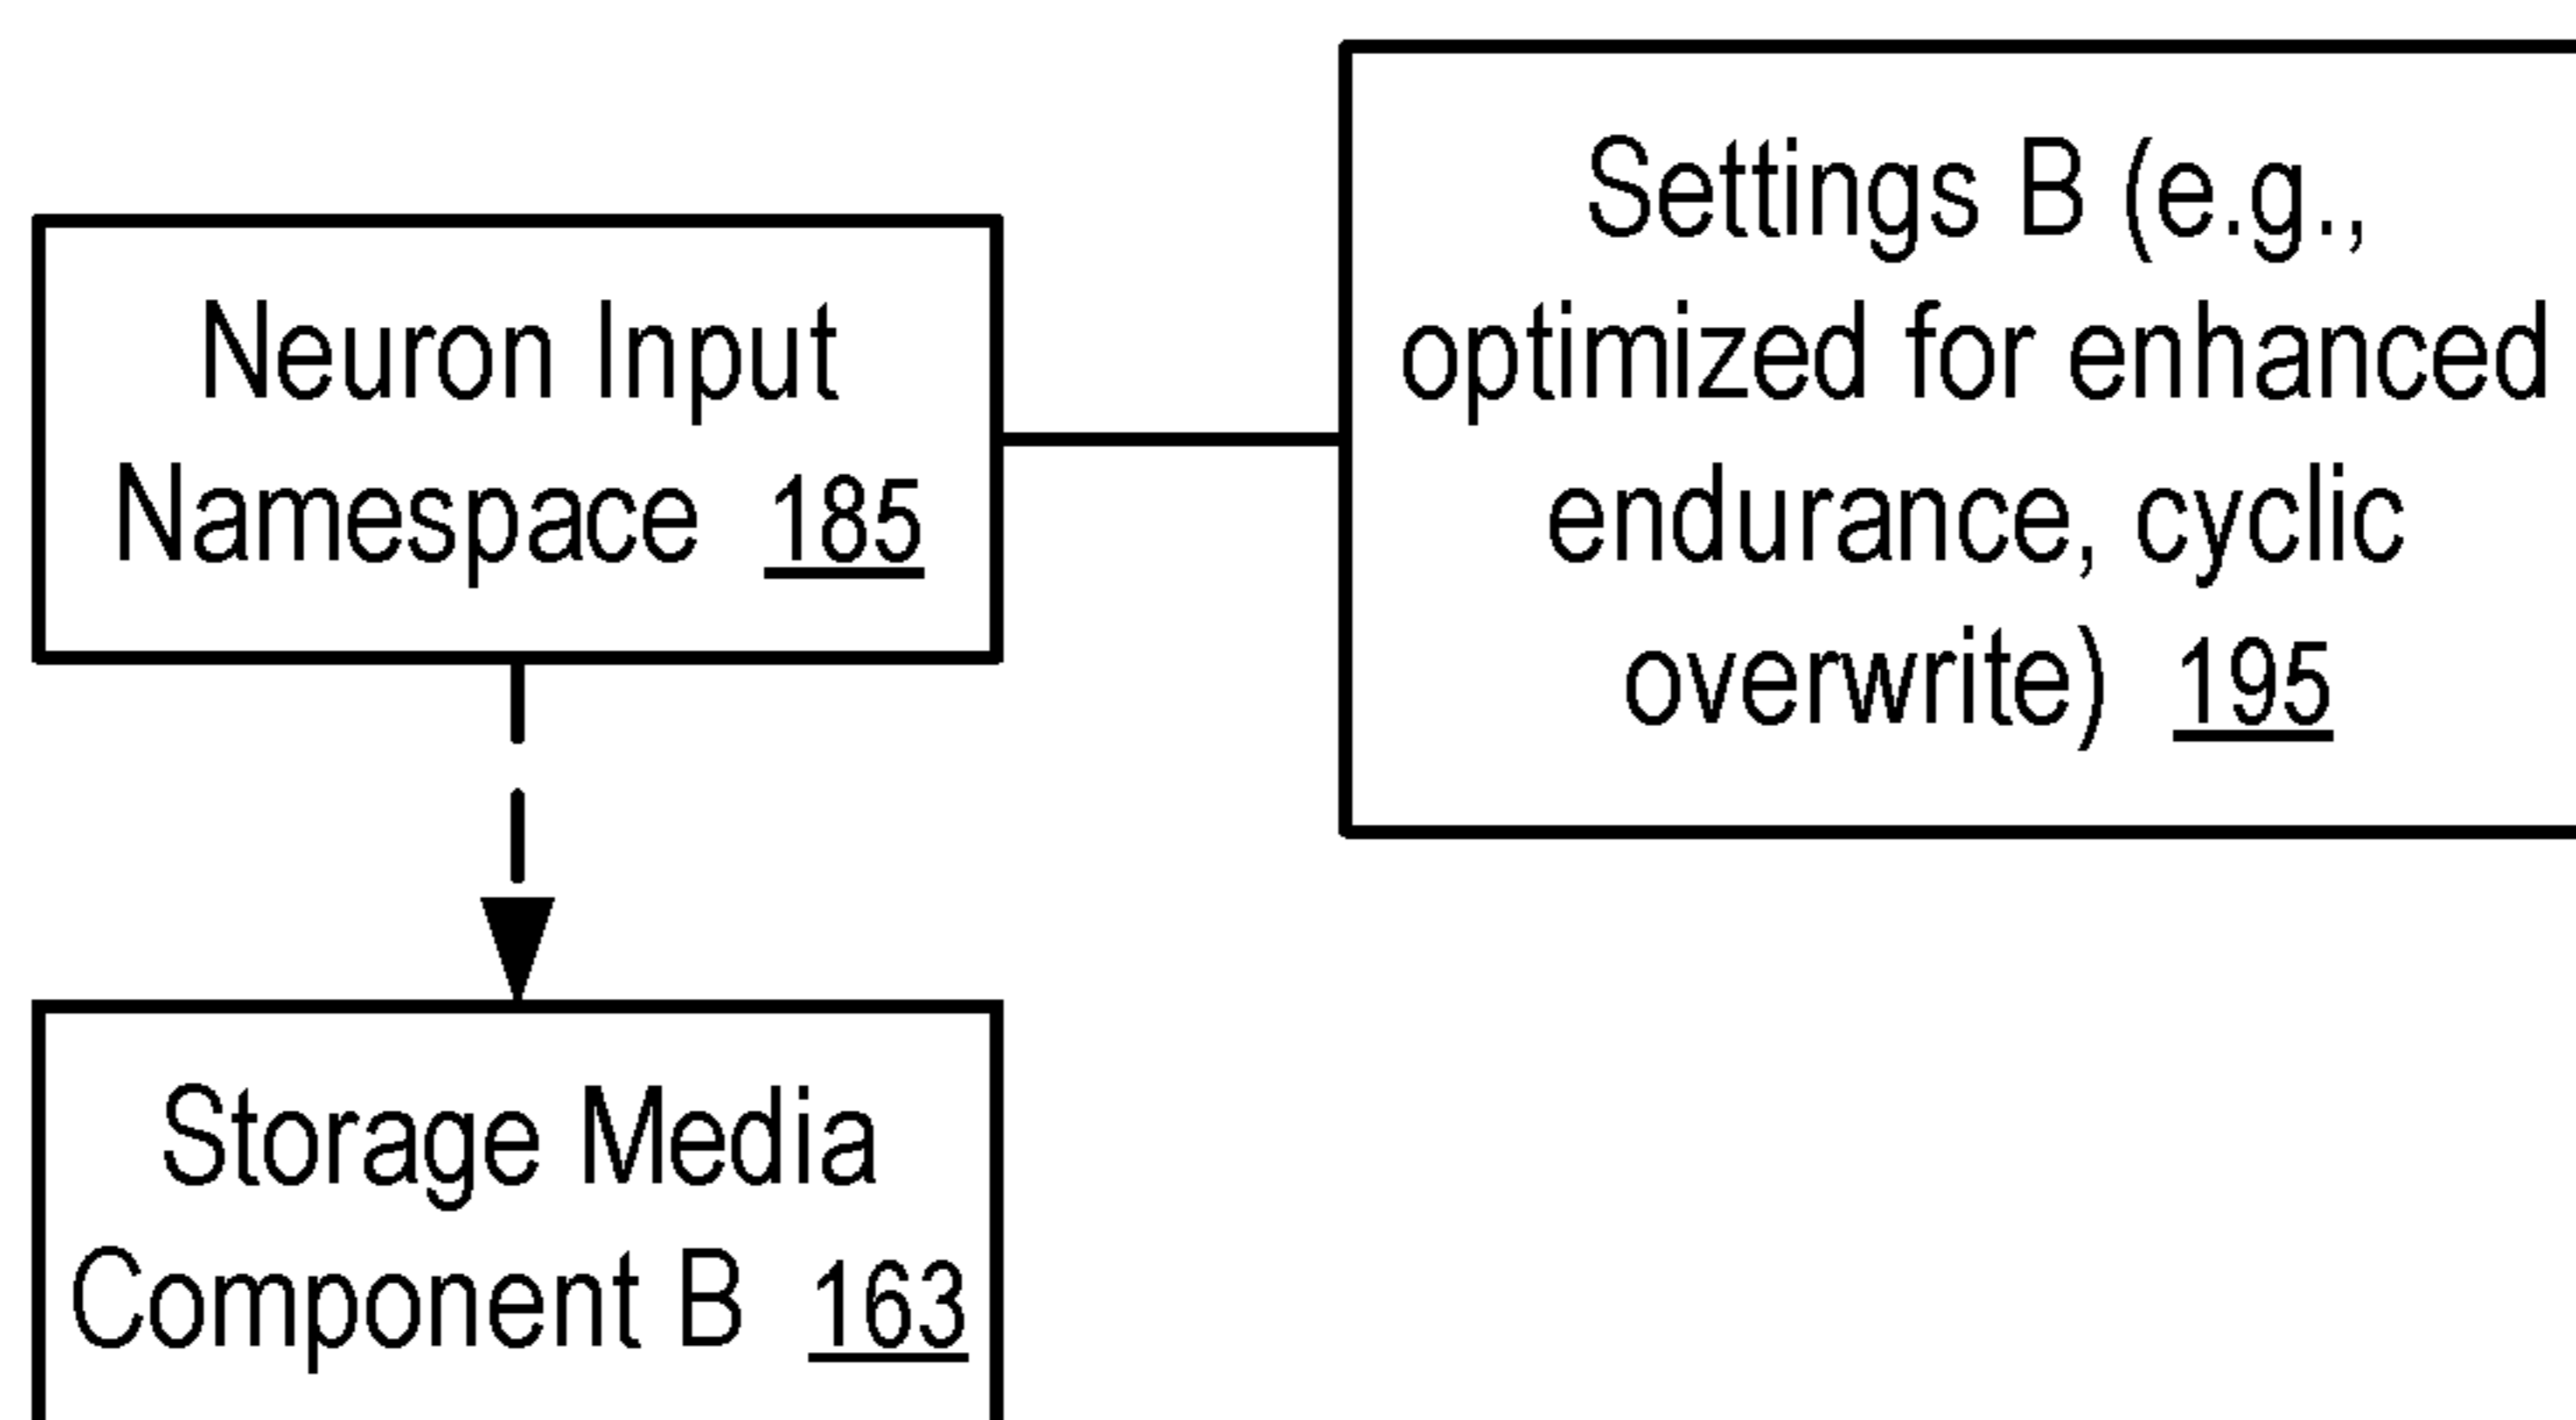 Neuron Input
Namespace 185
Settings B (e.g.,
optimized for enhanced
endurance, cyclic
overwrite) 195
Storage Media
Component B 163